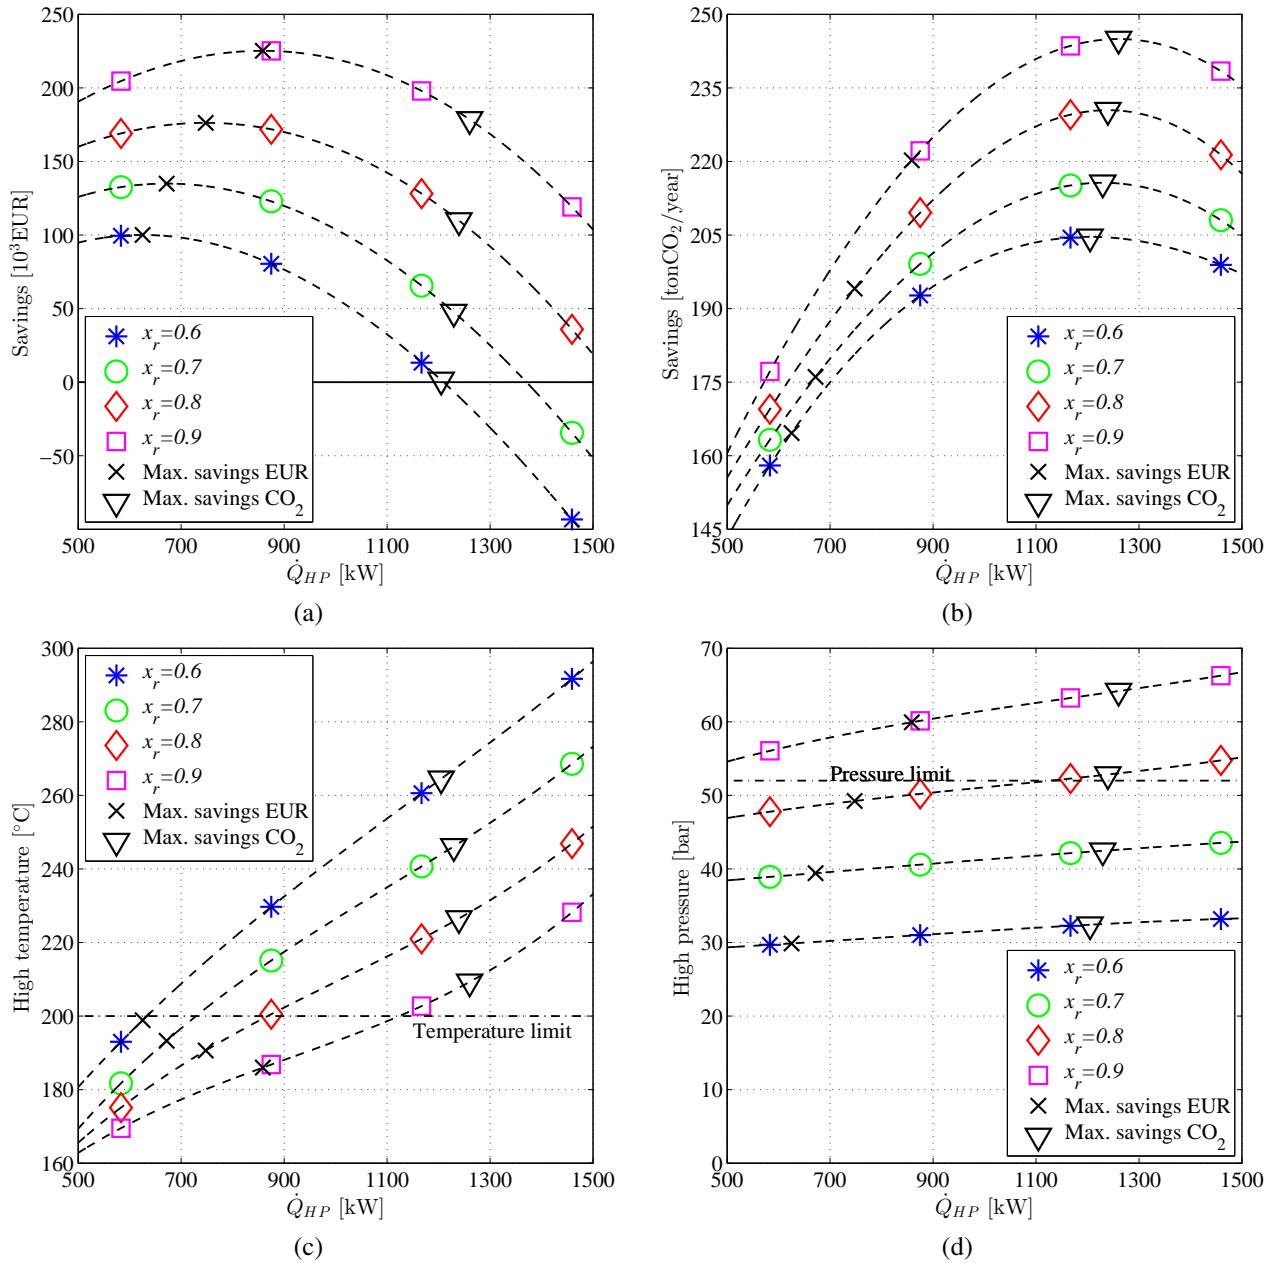 250
200
150
100
50
0
−50
Savings [10³EUR]
x_r=0.6
x_r=0.7
x_r=0.8
x_r=0.9
Max. savings EUR
Max. savings CO₂
500 700 900 1100 1300 1500
Q̇_HP [kW]
(a)
250
235
220
205
190
175
160
145
Savings [tonCO₂/year]
x_r=0.6
x_r=0.7
x_r=0.8
x_r=0.9
Max. savings EUR
Max. savings CO₂
500 700 900 1100 1300 1500
Q̇_HP [kW]
(b)
300
280
260
240
220
200
180
160
High temperature [°C]
x_r=0.6
x_r=0.7
x_r=0.8
x_r=0.9
Max. savings EUR
Max. savings CO₂
Temperature limit
500 700 900 1100 1300 1500
Q̇_HP [kW]
(c)
70
60
50
40
30
20
10
0
High pressure [bar]
Pressure limit
x_r=0.6
x_r=0.7
x_r=0.8
x_r=0.9
Max. savings EUR
Max. savings CO₂
500 700 900 1100 1300 1500
Q̇_HP [kW]
(d)